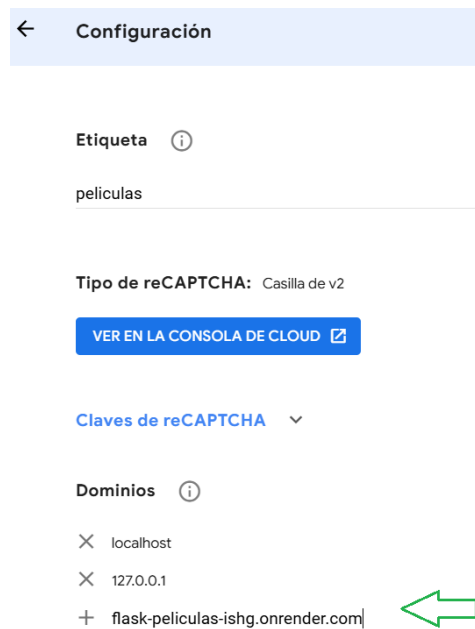 Configuración
Etiqueta
peliculas
Tipo de reCAPTCHA: Casilla de v2
VER EN LA CONSOLA DE CLOUD
Claves de reCAPTCHA
Dominios
localhost
127.0.0.1
flask-peliculas-ishg.onrender.com